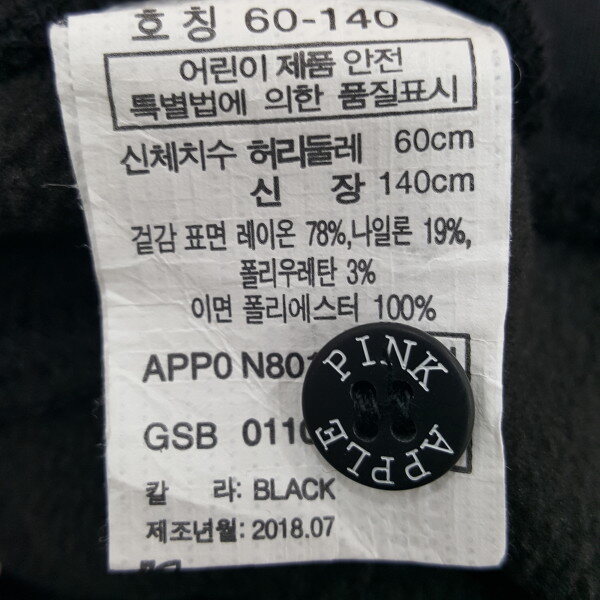 호칭 60-140
어린이 제품 안전
특별법에 의한 품질표시
신체치수 허리둘레 60cm
신 장 140cm
겉감 표면 레이온 78%,나일론 19%,
폴리우레탄 3%
이면 폴리에스터 100%
APP0
GSB
PINK APPLE
칼 라: BLACK
제조년월: 2018.07